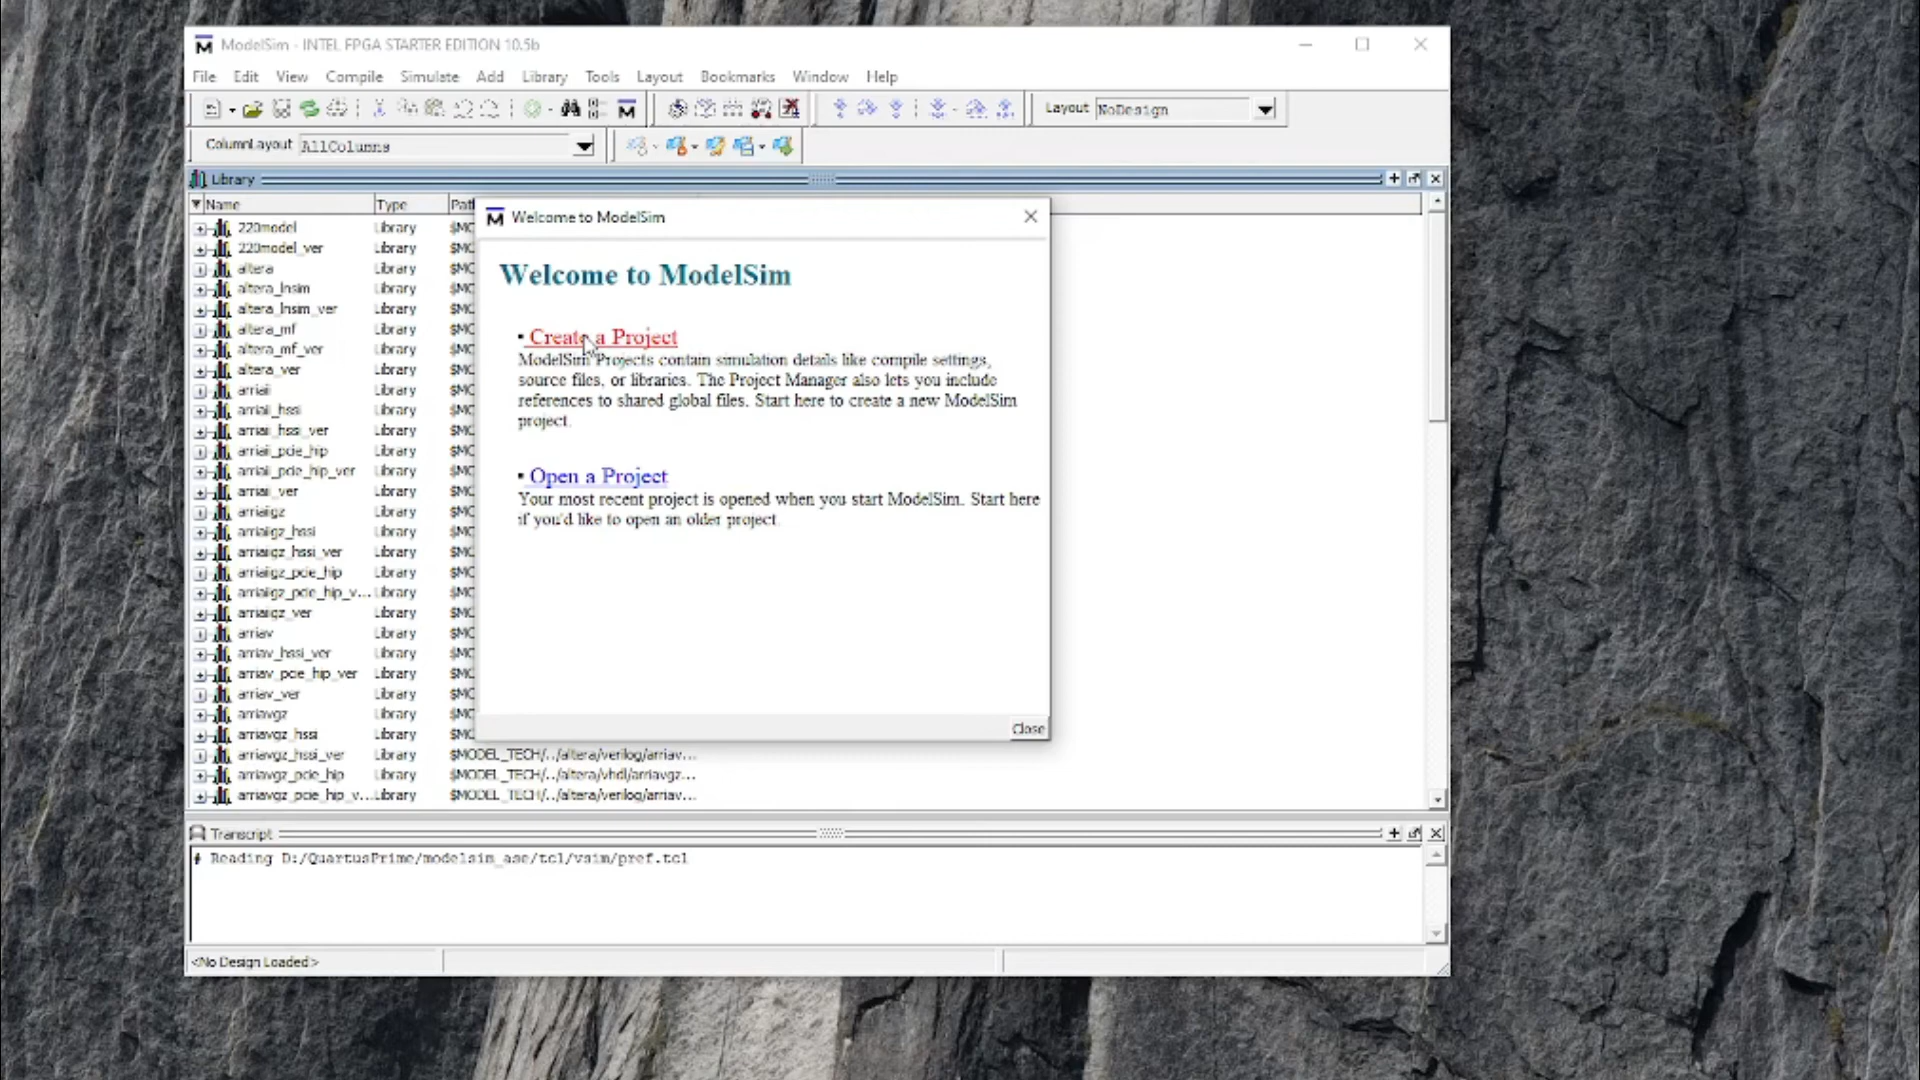 ModelSim - INTEL FPGA STARTER EDITION 10.5b
File Edit View Compile Simulate Add Library Tools Layout Bookmarks Window Help
Layout NoDesign
ColumnLayout AllColumns
Library
Name Type
220model Library
220model_ver Library
altera Library
altera_lnsim Library
altera_lnsim_ver Library
altera_mf Library
altera_mf_ver Library
altera_ver Library
arriaii Library
arriaii_hssi Library
arriaii_hssi_ver Library
arriaii_pcie_hip Library
arriaii_pcie_hip_ver Library
arriaii_ver Library
arriaiigz Library
arriaiigz_hssi Library
arriaiigz_hssi_ver Library
arriaiigz_pcie_hip Library
arriaiigz_pcie_hip_v... Library
arriaiigz_ver Library
arriav Library
arriav_hssi_ver Library
arriav_pcie_hip_ver Library
arriav_ver Library
arriavgz Library
arriavgz_hssi Library
arriavgz_hssi_ver Library $MODEL_TECH/../altera/verilog/arriav...
arriavgz_pcie_hip Library $MODEL_TECH/../altera/vhdl/arriavgz...
arriavgz_pcie_hip_v... Library $MODEL_TECH/../altera/verilog/arriav...
Welcome to ModelSim
Welcome to ModelSim
Create a Project
ModelSim Projects contain simulation details like compile settings,
source files, or libraries. The Project Manager also lets you include
references to shared global files. Start here to create a new ModelSim
project.
Open a Project
Your most recent project is opened when you start ModelSim. Start here
if you'd like to open an older project.
Close
Transcript
# Reading D:/QuartusPrime/modelsim_ase/tcl/vsim/pref.tcl
<No Design Loaded>